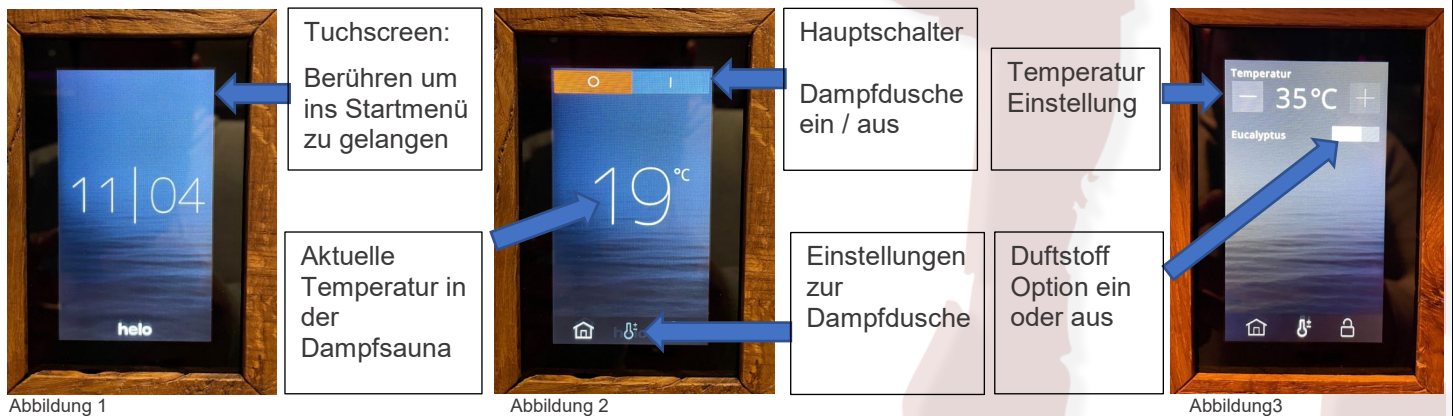 Tuchscreen:
Berühren um
ins Startmenü
zu gelangen
Aktuelle
Temperatur in
der
Dampfsauna
11|04
helo
Abbildung 1
Hauptschalter
Dampfdusche
ein / aus
Einstellungen
zur
Dampfdusche
O I
19°C
Abbildung 2
Temperatur
Einstellung
Duftstoff
Option ein
oder aus
Temperatur
− 35°C +
Eucalyptus
Abbildung3